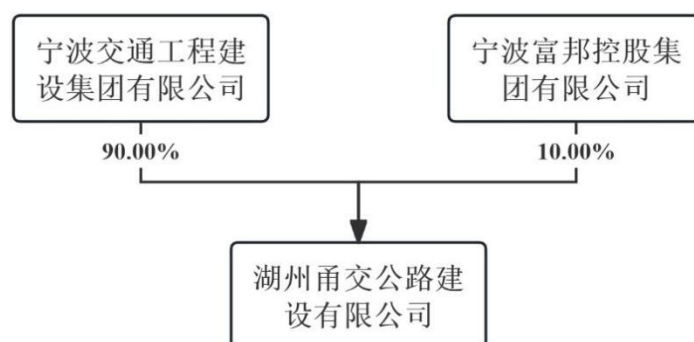 宁波交通工程建
设集团有限公司
宁波富邦控股集
团有限公司
90.00%
10.00%
湖州甬交公路建
设有限公司